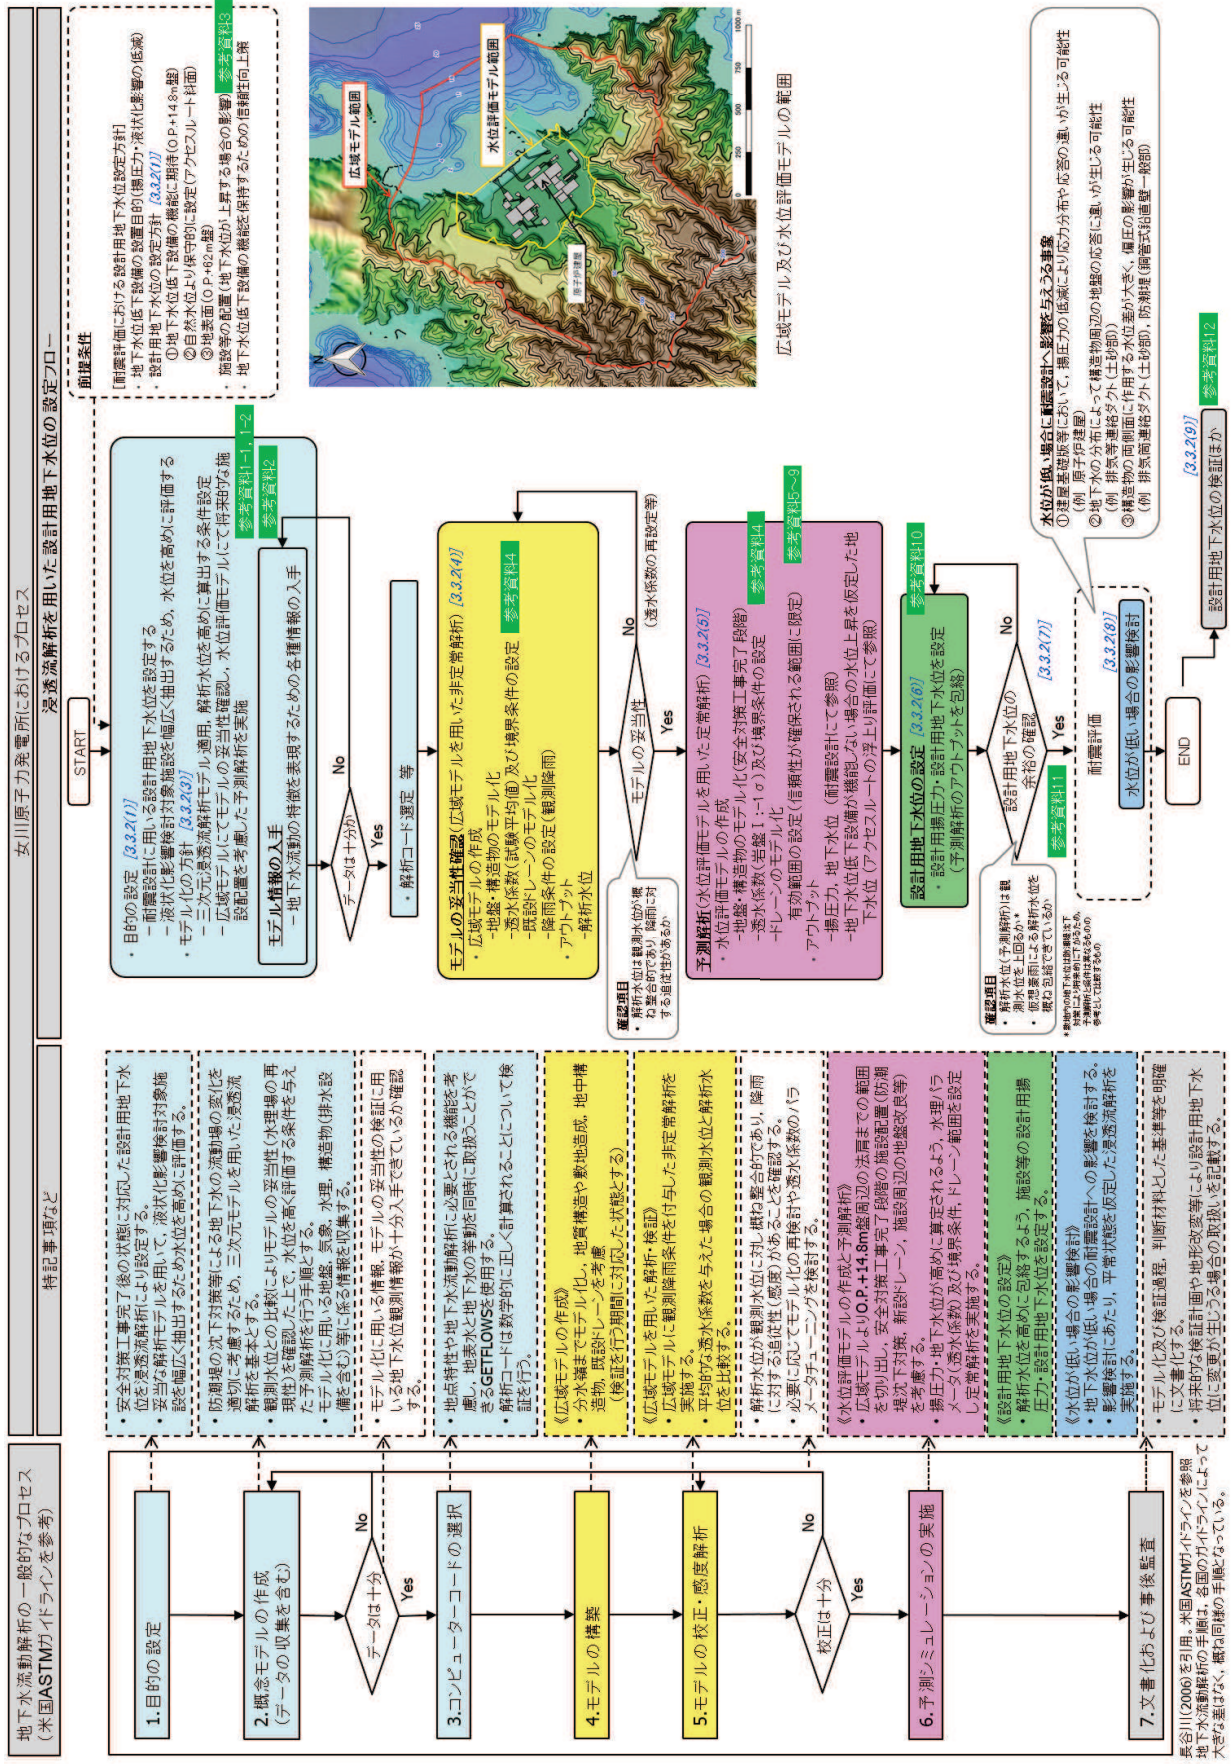 女川原子力発電所におけるプロセス
地下水流動解析の一般的なプロセス
(米国ASTMガイドラインを参考)
特記事項など
浸透流解析を用いた設計用地下水位の設定フロー
1.目的の設定
2.概念モデルの作成
(データの収集を含む)
データは十分
No
Yes
3.コンピューターコードの選択
4.モデルの構築
5.モデルの校正・感度解析
校正は十分
No
Yes
6.予測シミュレーションの実施
7.文書化および事後監査
長谷川(2006)を引用。米国ASTMガイドラインを参照
地下水流動解析の手順は、各国のガイドラインによって
大きな差はなく、概ね同様の手順となっている。
・安全対策工事完了後の状態に対応した設計用地下水
位を浸透流解析により設定する。
・妥当な解析モデルを用いて、液状化影響検討対象施
設を幅広く抽出するため水位を高めに評価する。
・防潮堤の沈下対策等による地下水の流動場の変化を
適切に考慮するため、三次元モデルを用いた浸透流
解析を基本とする。
・観測水位との比較によりモデルの妥当性(水理場の再
現性)を確認した上で、水位を高く評価する条件を与え
た予測解析を行う手順とする。
・モデル化に用いる地盤、気象、水理、構造物(排水設
備を含む)等に係る情報を収集する。
・モデル化に用いる情報、モデルの妥当性の検証に用
いる地下水位観測情報が十分入手できているか確認
する。
・地点特性や地下水流動解析に必要とされる機能を考
慮し、地表水と地下水の挙動を同時に取扱うことがで
きるGETFLOWSを使用する。
・解析コードは数学的に正しく計算されることについて検
証を行う。
《広域モデルの作成》
・分水嶺までモデル化し、地質構造や敷地造成、地中構
造物、既設ドレーンを考慮
(検証を行う期間に対応した状態とする)
《広域モデルを用いた解析・検証》
・広域モデルに観測降雨条件を付与した非定常解析を
実施する。
・平均的な透水係数を与えた場合の観測水位と解析水
位を比較する。
・解析水位が観測水位に対し概ね整合的であり、降雨
に対する追従性(感度)があることを確認する。
・必要に応じてモデル化の再検討や透水係数のパラ
メータチューニングを検討する。
《水位評価モデルの作成と予測解析》
・広域モデルよりO.P.+14.8m盤周辺の法肩までの範囲
を切り出し、安全対策工事完了段階の施設配置(防潮
堤沈下対策、新設ドレーン、施設周辺の地盤改良等)
を考慮する。
・揚圧力・地下水位が高めに算定されるよう、水理パラ
メータ(透水係数)及び境界条件、ドレーン範囲を設定
し定常解析を実施する。
《設計用地下水位の設定》
・解析水位を高めに包絡するよう、施設等の設計用揚
圧力・設計用地下水位を設定する。
《水位が低い場合の影響検討》
・地下水位が低い場合の耐震設計への影響を検討する。
・影響検討にあたり、平常状態を仮定した浸透流解析を
実施する。
・モデル化及び検証過程、判断材料とした基準等を明確
に文書化する。
・将来的な検証計画や地形改変等により設計用地下水
位に変更が生じうる場合の取扱いを記載する。
START
・目的の設定 [3.3.2(1)]
－耐震設計に用いる設計用地下水位を設定する
－液状化影響検討対象施設を幅広く抽出するため、水位を高めに評価する
・モデル化の方針 [3.3.2(3)]
－三次元浸透流解析モデル適用、解析水位を高めに算出する条件設定
－広域モデルにてモデルの妥当性確認し、水位評価モデルにて将来的な施
設配置を考慮した予測解析を実施
参考資料1-1, 1-2
参考資料2
モデル情報の入手
－地下水流動の特徴を表現するための各種情報の入手
データは十分か
No
Yes
・解析コード選定 等
モデルの妥当性確認(広域モデルを用いた非定常解析) [3.3.2(4)]
・広域モデルの作成
－地盤・構造物のモデル化
－透水係数(試験平均値)及び境界条件の設定
参考資料4
－既設ドレーンのモデル化
－降雨条件の設定(観測降雨)
・アウトプット
－解析水位
モデルの妥当性
No
(透水係数の再設定等)
Yes
確認項目
・解析水位は観測水位が概
ね整合的であり、降雨に対
する追従性があるか
予測解析(水位評価モデルを用いた定常解析) [3.3.2(5)]
・水位評価モデルの作成
－地盤・構造物のモデル化(安全対策工事完了段階)
－透水係数(岩盤Ⅰ:-1σ)及び境界条件の設定
参考資料4
－ドレーンのモデル化
有効範囲の設定(信頼性が確保される範囲に限定)
参考資料5～9
・アウトプット
－揚圧力、地下水位 (耐震設計にて参照)
－地下水位低下設備が機能しない場合の水位上昇を仮定した地
下水位(アクセスルートの浮上り評価にて参照)
設計用地下水位の設定 [3.3.2(6)]
参考資料10
・設計用揚圧力・設計用地下水位を設定
(予測解析のアウトプットを包絡)
設計用地下水位の
余裕の確認
No
[3.3.2(7)]
Yes
参考資料11
確認項目
・解析水位(予測解析)は観
測水位を上回るか*
・仮想豪雨による解析水位を
概ね包絡できているか
*敷地内の地下水位は防潮堤沈下
対策により将来的に下がるため、
予測解析と条件は異なるものの
参考として比較するもの
耐震評価
[3.3.2(8)]
水位が低い場合の影響検討
END
[3.3.2(9)]
設計用地下水位の検証ほか
参考資料12
前提条件
[耐震評価における設計用地下水位設定方針]
・地下水位低下設備の設置目的(揚圧力・液状化影響の低減)
・設計用地下水位の設定方針 [3.3.2(1)]
①地下水位低下設備の機能に期待(O.P.+14.8m盤)
②自然水位より保守的に設定(アクセスルート斜面)
③地表面(O.P.+62m盤)
・施設等の配置(地下水位が上昇する場合の影響)
参考資料3
・地下水位低下設備の機能を保持するための信頼性向上策
広域モデル範囲
水位評価モデル範囲
原子炉建屋
N
0 250 500 750 1000 m
広域モデル及び水位評価モデルの範囲
水位が低い場合に耐震設計へ影響を与えうる事象
①建屋基礎版等において、揚圧力の低減により応力分布や応答の違いが生じる可能性
(例 原子炉建屋)
②地下水の分布によって構造物周辺の地盤の応答に違いが生じる可能性
(例 排気筒連絡ダクト(土砂部))
③構造物の両側面に作用する水位差が大きく、偏圧の影響が生じる可能性
(例 排気筒連絡ダクト(土砂部)、防潮堤(鋼管式鉛直壁一般部)